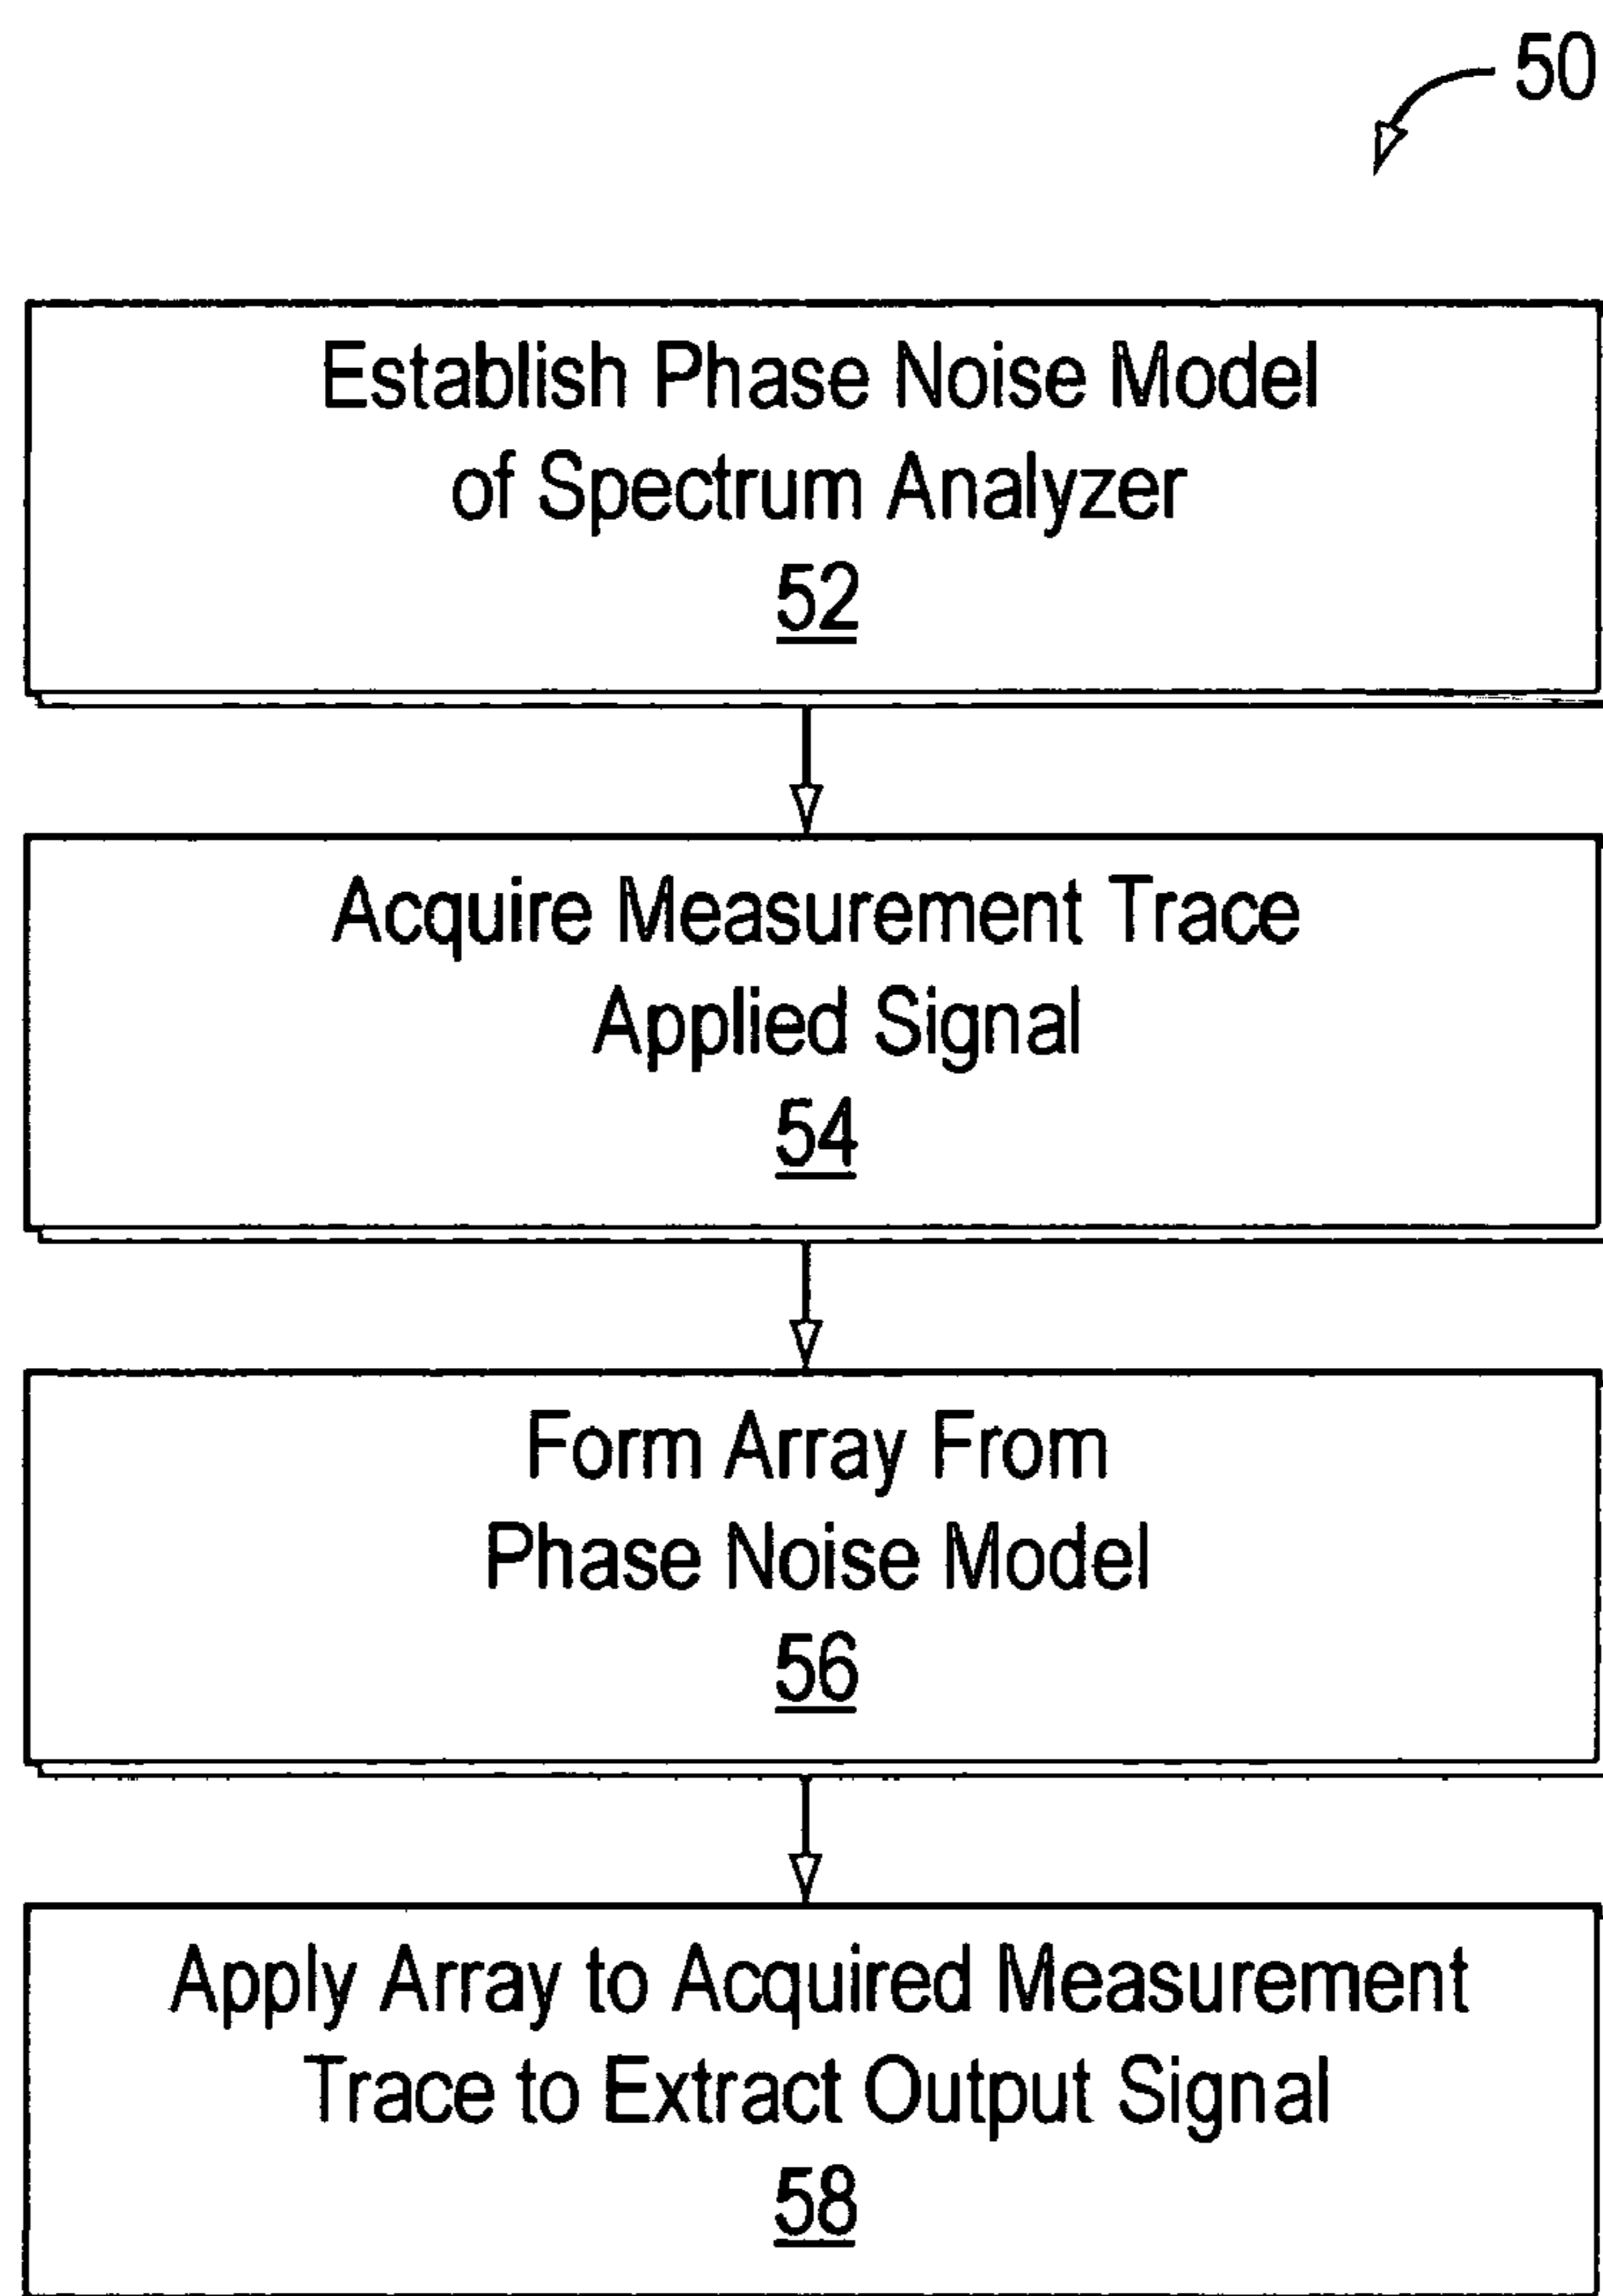 50
Establish Phase Noise Model
of Spectrum Analyzer
52
Acquire Measurement Trace
Applied Signal
54
Form Array From
Phase Noise Model
56
Apply Array to Acquired Measurement
Trace to Extract Output Signal
58